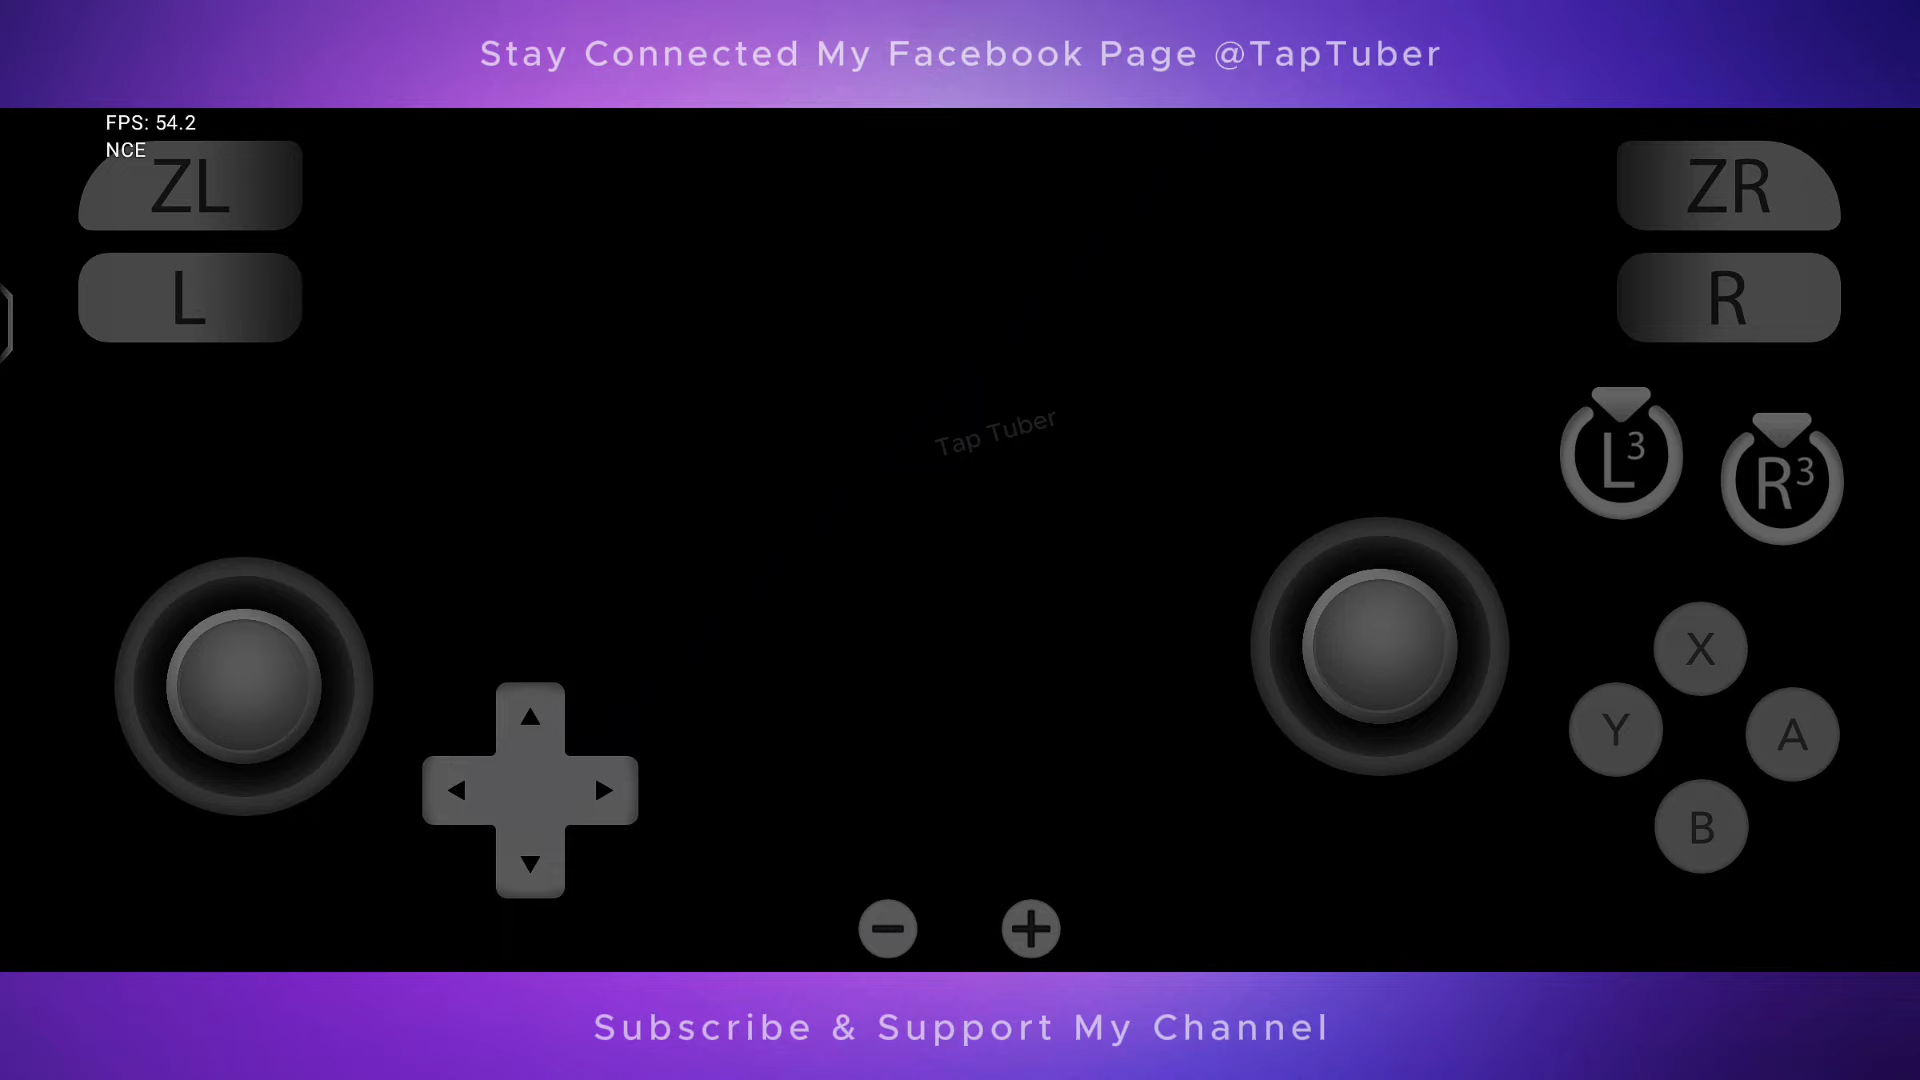 Stay Connected My Facebook Page @TapTuber
FPS: 54.2
NCE
ZL
ZR
L
R
L3
R3
Tap Tuber
X
Y
A
B
Subscribe & Support My Channel